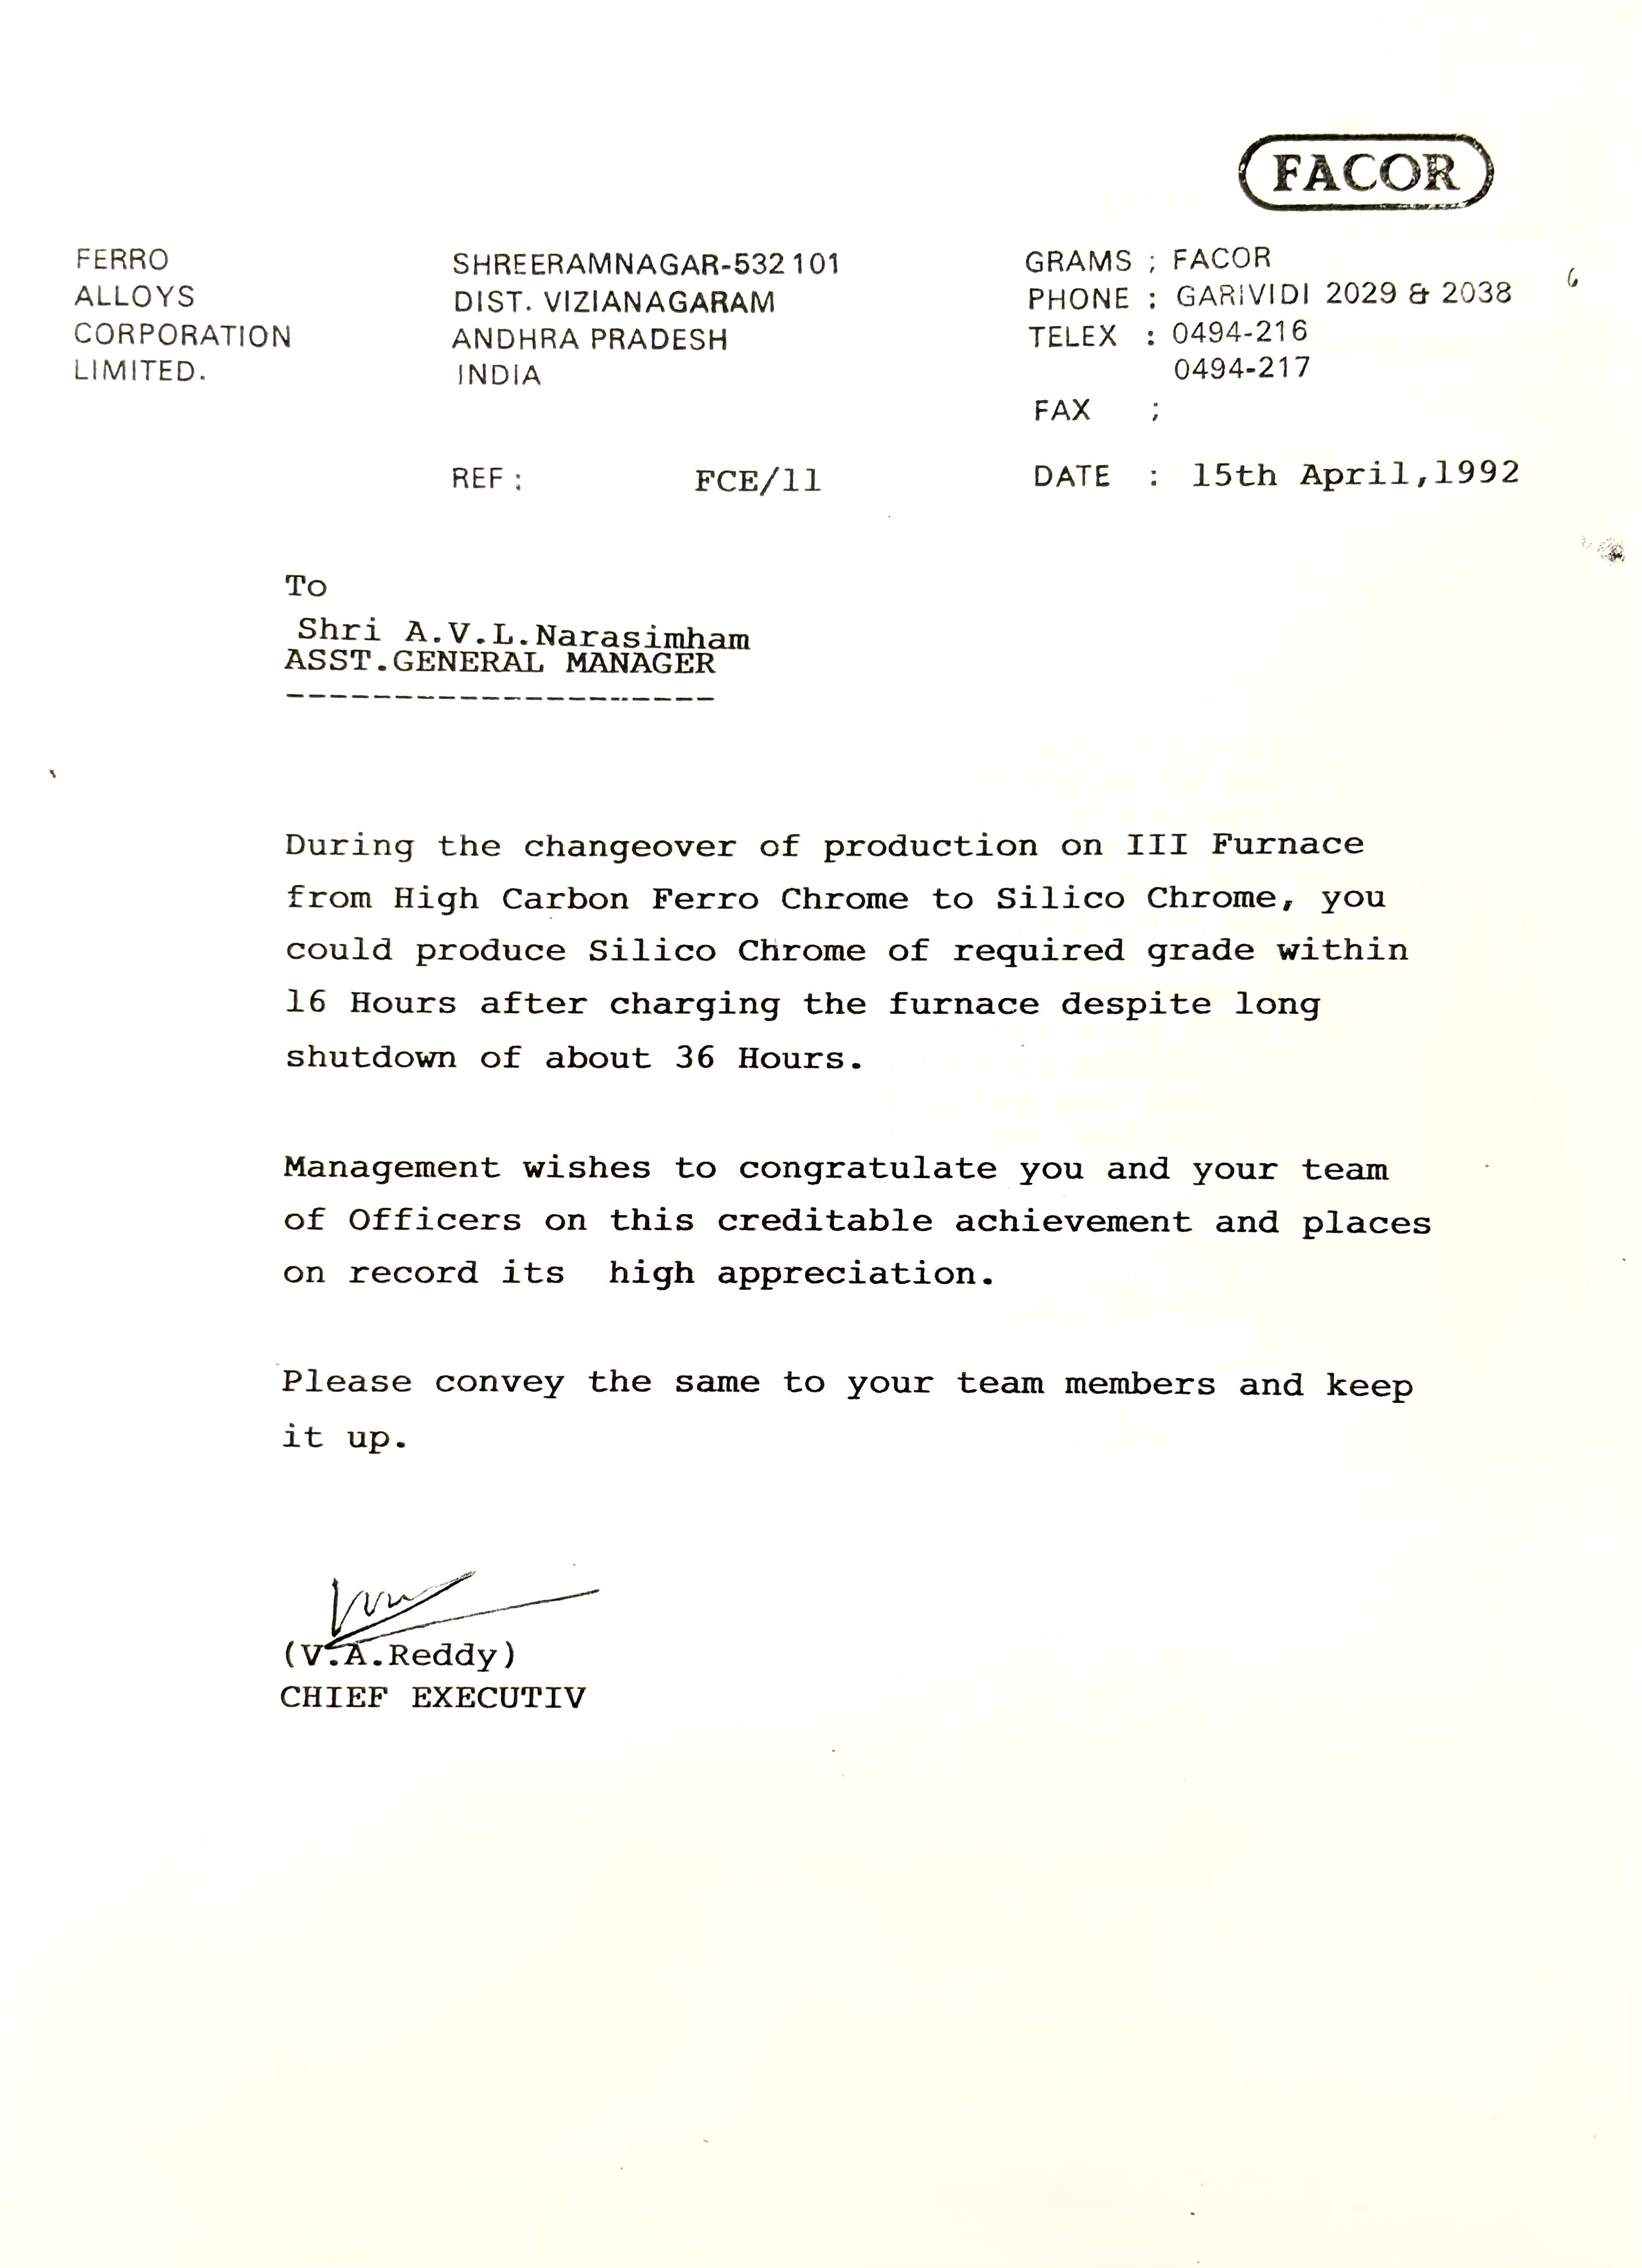 FACOR
FERRO
ALLOYS
CORPORATION
LIMITED.
SHREERAMNAGAR-532101
DIST. VIZIANAGARAM
ANDHRA PRADESH
INDIA
GRAMS ; FACOR
PHONE : GARIVIDI 2029 & 2038
TELEX : 0494-216
0494-217
FAX ;
REF : FCE/11
DATE : 15th April,1992
To
Shri A.V.L.Narasimham
ASST.GENERAL MANAGER
--------------------
During the changeover of production on III Furnace
from High Carbon Ferro Chrome to Silico Chrome, you
could produce Silico Chrome of required grade within
16 Hours after charging the furnace despite long
shutdown of about 36 Hours.
Management wishes to congratulate you and your team
of Officers on this creditable achievement and places
on record its high appreciation.
Please convey the same to your team members and keep
it up.
(V.A.Reddy)
CHIEF EXECUTIV